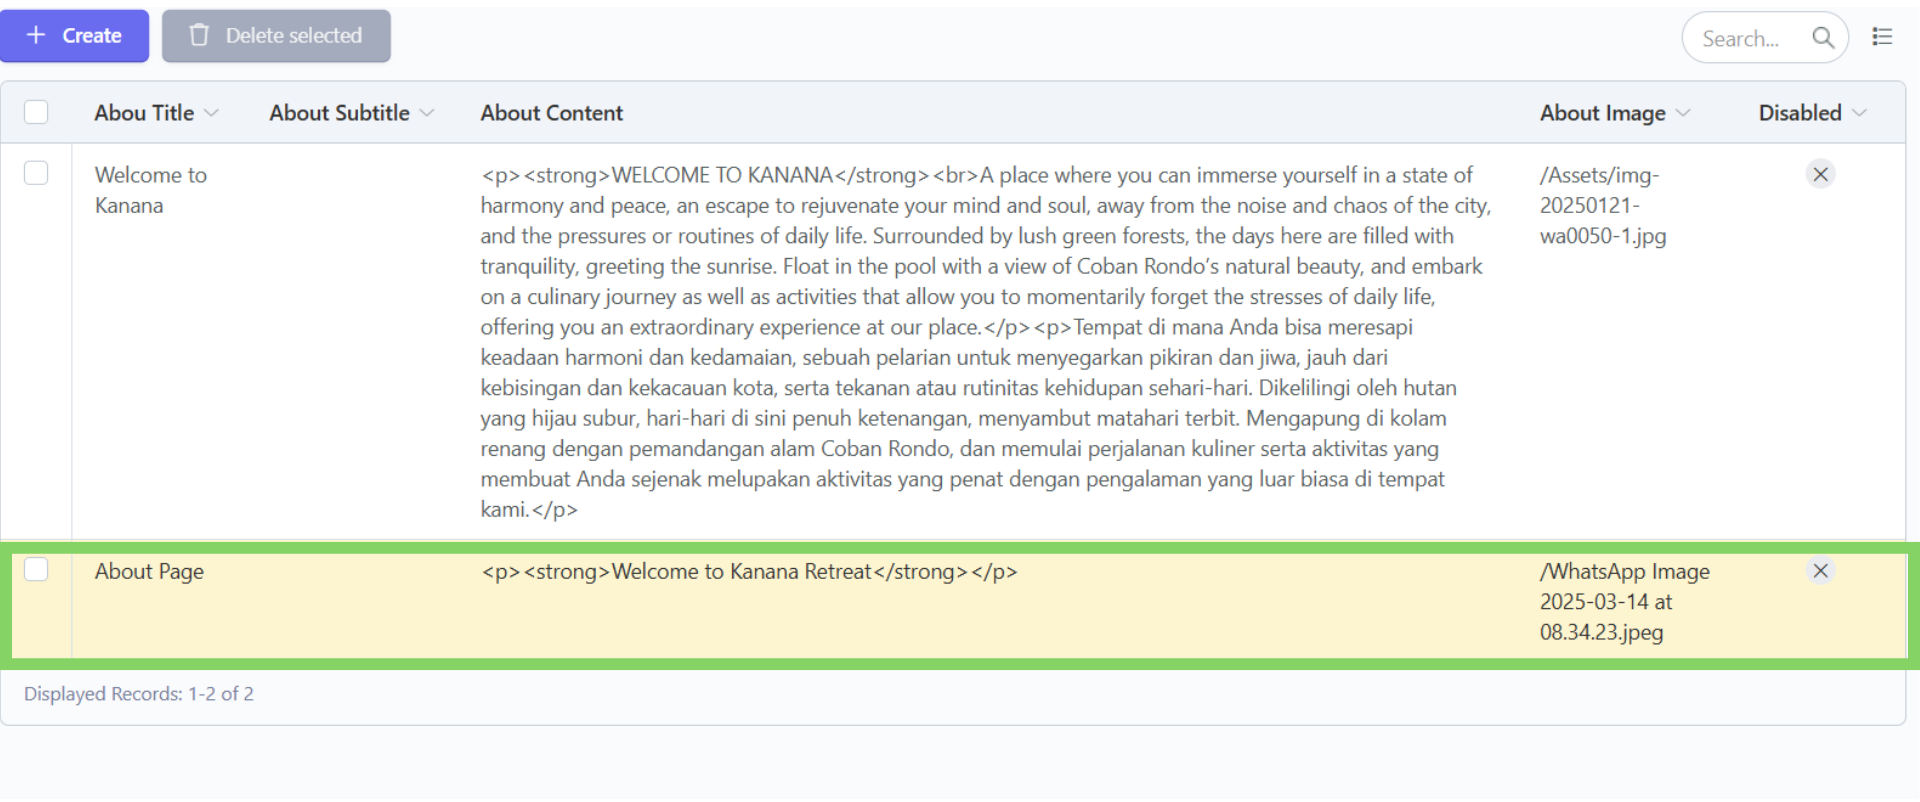 + Create
Delete selected
Search...
Abou Title
About Subtitle
About Content
About Image
Disabled
Welcome to
Kanana
<p><strong>WELCOME TO KANANA</strong><br>A place where you can immerse yourself in a state of
harmony and peace, an escape to rejuvenate your mind and soul, away from the noise and chaos of the city,
and the pressures or routines of daily life. Surrounded by lush green forests, the days here are filled with
tranquility, greeting the sunrise. Float in the pool with a view of Coban Rondo’s natural beauty, and embark
on a culinary journey as well as activities that allow you to momentarily forget the stresses of daily life,
offering you an extraordinary experience at our place.</p><p>Tempat di mana Anda bisa meresapi
keadaan harmoni dan kedamaian, sebuah pelarian untuk menyegarkan pikiran dan jiwa, jauh dari
kebisingan dan kekacauan kota, serta tekanan atau rutinitas kehidupan sehari-hari. Dikelilingi oleh hutan
yang hijau subur, hari-hari di sini penuh ketenangan, menyambut matahari terbit. Mengapung di kolam
renang dengan pemandangan alam Coban Rondo, dan memulai perjalanan kuliner serta aktivitas yang
membuat Anda sejenak melupakan aktivitas yang penat dengan pengalaman yang luar biasa di tempat
kami.</p>
/Assets/img-
20250121-
wa0050-1.jpg
About Page
<p><strong>Welcome to Kanana Retreat</strong></p>
/WhatsApp Image
2025-03-14 at
08.34.23.jpeg
Displayed Records: 1-2 of 2